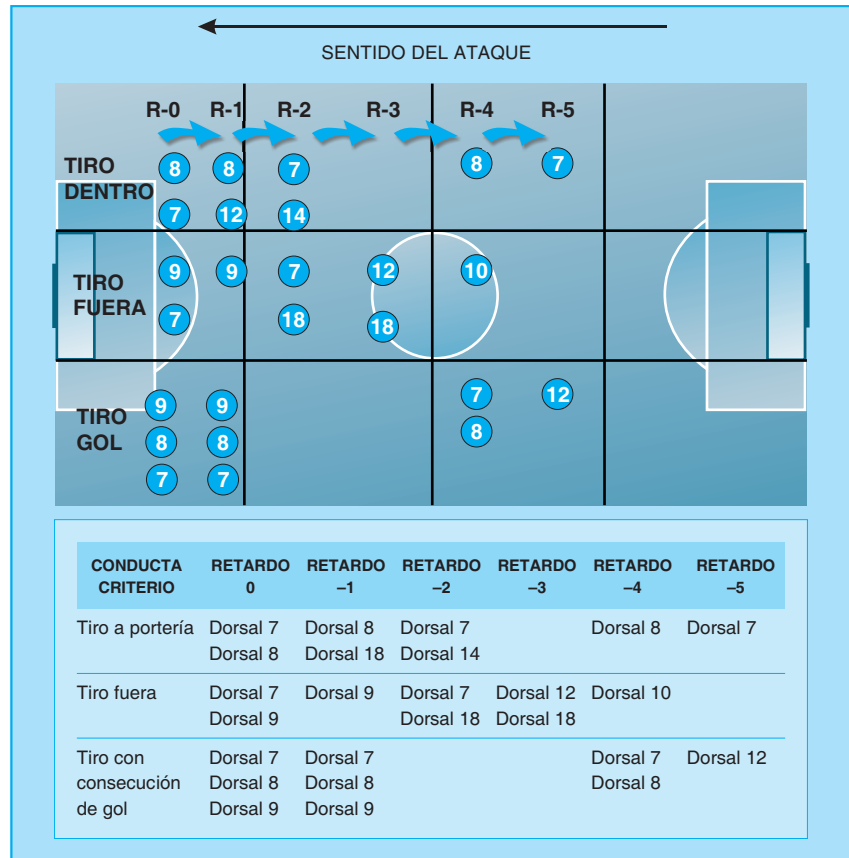 SENTIDO DEL ATAQUE
R-0 R-1 R-2 R-3 R-4 R-5
TIRO
DENTRO
8 8 7 8 7
7 12 14
TIRO
FUERA
9 9 7 12 10
7 18 18
TIRO
GOL
9 9 7 12
8 8 8
7 7
CONDUCTA RETARDO RETARDO RETARDO RETARDO RETARDO RETARDO
CRITERIO 0 –1 –2 –3 –4 –5
Tiro a portería Dorsal 7 Dorsal 8 Dorsal 7 Dorsal 8 Dorsal 7
Dorsal 8 Dorsal 18 Dorsal 14
Tiro fuera Dorsal 7 Dorsal 9 Dorsal 7 Dorsal 12 Dorsal 10
Dorsal 9 Dorsal 18 Dorsal 18
Tiro con Dorsal 7 Dorsal 7 Dorsal 7 Dorsal 12
consecución Dorsal 8 Dorsal 8 Dorsal 8
de gol Dorsal 9 Dorsal 9